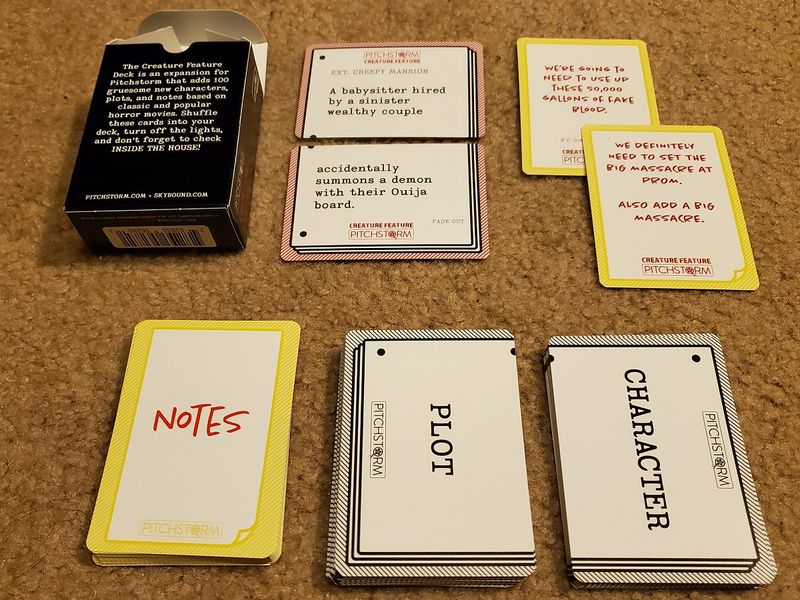 The Creature Feature
Deck is an expansion for
Pitchstorm that adds 100
gruesome new characters,
plots, and notes based on
classic and popular
horror movies. Shuffle
these cards into your
deck, turn off the lights,
and don't forget to check
INSIDE THE HOUSE!
PITCHSTORM.COM • SKYBOUND.COM
PITCHSTORM
CREATURE FEATURE
EXT. CREEPY MANSION
A babysitter hired
by a sinister
wealthy couple
accidentally
summons a demon
with their Ouija
board.
FADE OUT
CREATURE FEATURE
PITCHSTORM
WE'RE GOING TO
NEED TO USE UP
THESE 50,000
GALLONS OF FAKE
BLOOD.
WE DEFINITELY
NEED TO SET THE
BIG MASSACRE AT
PROM.
ALSO ADD A BIG
MASSACRE.
CREATURE FEATURE
PITCHSTORM
NOTES
PITCHSTORM
PLOT
PITCHSTORM
CHARACTER
PITCHSTORM